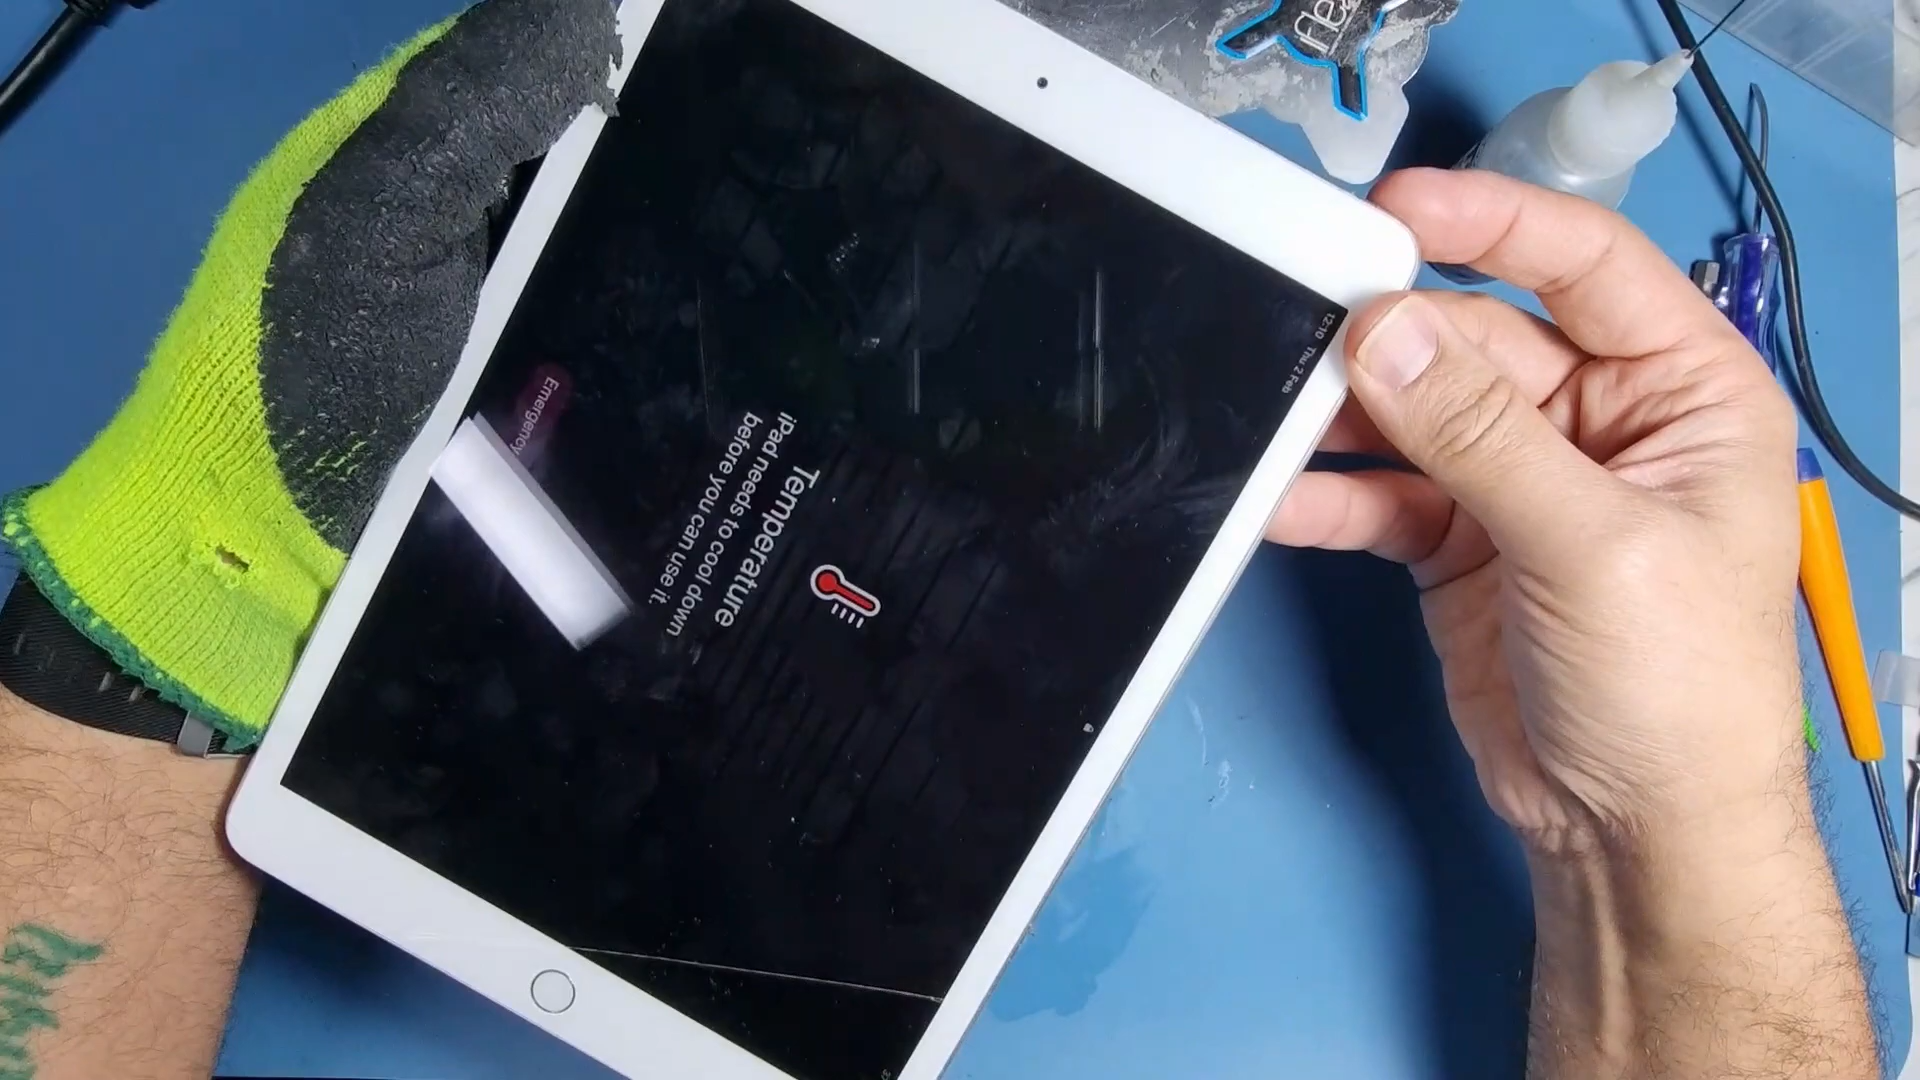 12:10 Thu 2 Feb
Temperature
iPad needs to cool down
before you can use it.
Emergency